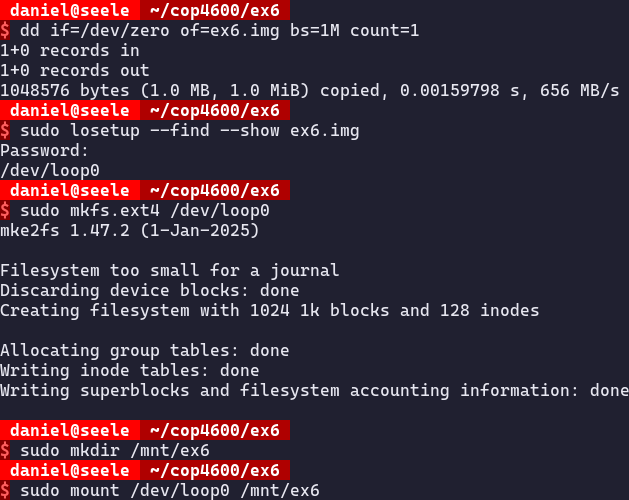 daniel@seele ~/cop4600/ex6
$ dd if=/dev/zero of=ex6.img bs=1M count=1
1+0 records in
1+0 records out
1048576 bytes (1.0 MB, 1.0 MiB) copied, 0.00159798 s, 656 MB/s
daniel@seele ~/cop4600/ex6
$ sudo losetup --find --show ex6.img
Password:
/dev/loop0
daniel@seele ~/cop4600/ex6
$ sudo mkfs.ext4 /dev/loop0
mke2fs 1.47.2 (1-Jan-2025)

Filesystem too small for a journal
Discarding device blocks: done
Creating filesystem with 1024 1k blocks and 128 inodes

Allocating group tables: done
Writing inode tables: done
Writing superblocks and filesystem accounting information: done

daniel@seele ~/cop4600/ex6
$ sudo mkdir /mnt/ex6
daniel@seele ~/cop4600/ex6
$ sudo mount /dev/loop0 /mnt/ex6